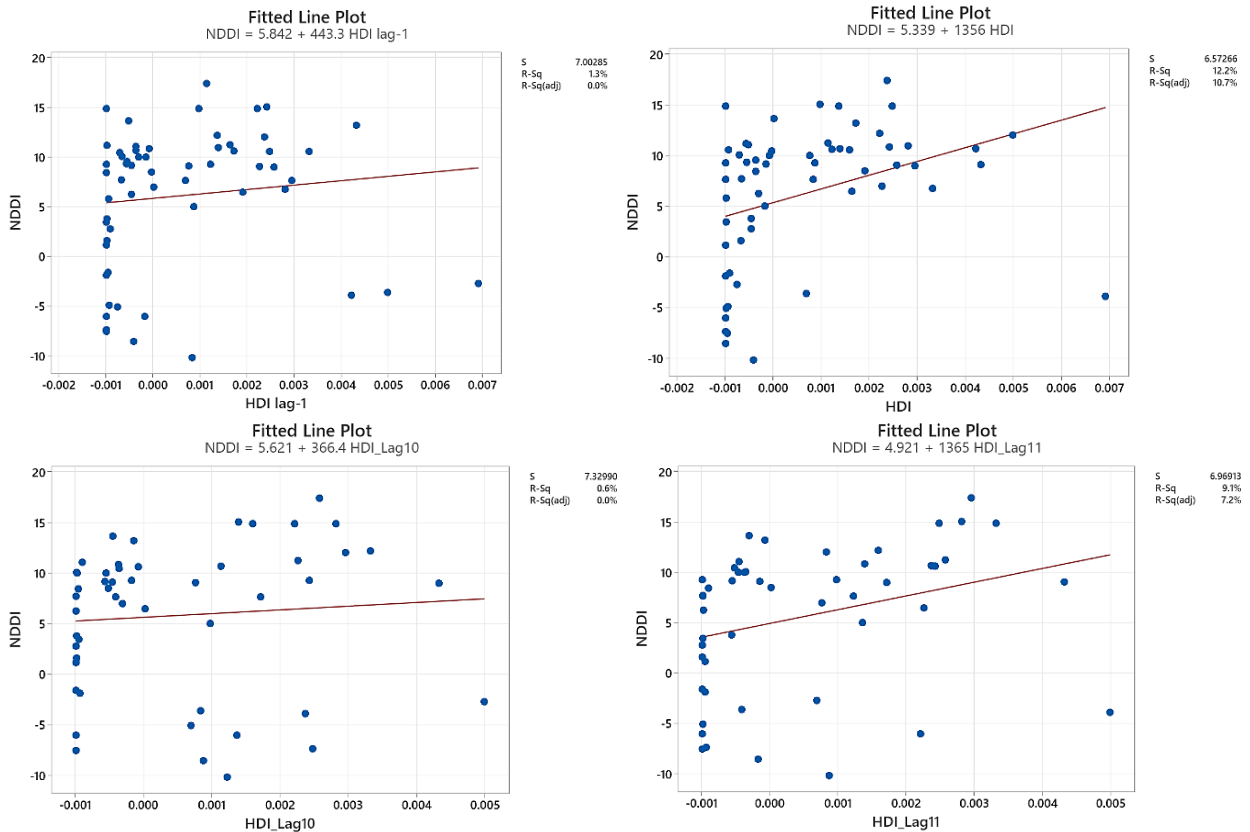 Fitted Line Plot
NDDI = 5.842 + 443.3 HDI lag-1
S 7.00285
R-Sq 1.3%
R-Sq(adj) 0.0%
20
15
10
5
0
-5
-10
NDDI
-0.002 -0.001 0.000 0.001 0.002 0.003 0.004 0.005 0.006 0.007
HDI lag-1
Fitted Line Plot
NDDI = 5.339 + 1356 HDI
S 6.57266
R-Sq 12.2%
R-Sq(adj) 10.7%
20
15
10
5
0
-5
-10
NDDI
-0.002 -0.001 0.000 0.001 0.002 0.003 0.004 0.005 0.006 0.007
HDI
Fitted Line Plot
NDDI = 5.621 + 366.4 HDI_Lag10
S 7.32990
R-Sq 0.6%
R-Sq(adj) 0.0%
20
15
10
5
0
-5
-10
NDDI
-0.001 0.000 0.001 0.002 0.003 0.004 0.005
HDI_Lag10
Fitted Line Plot
NDDI = 4.921 + 1365 HDI_Lag11
S 6.96913
R-Sq 9.1%
R-Sq(adj) 7.2%
20
15
10
5
0
-5
-10
NDDI
-0.001 0.000 0.001 0.002 0.003 0.004 0.005
HDI_Lag11